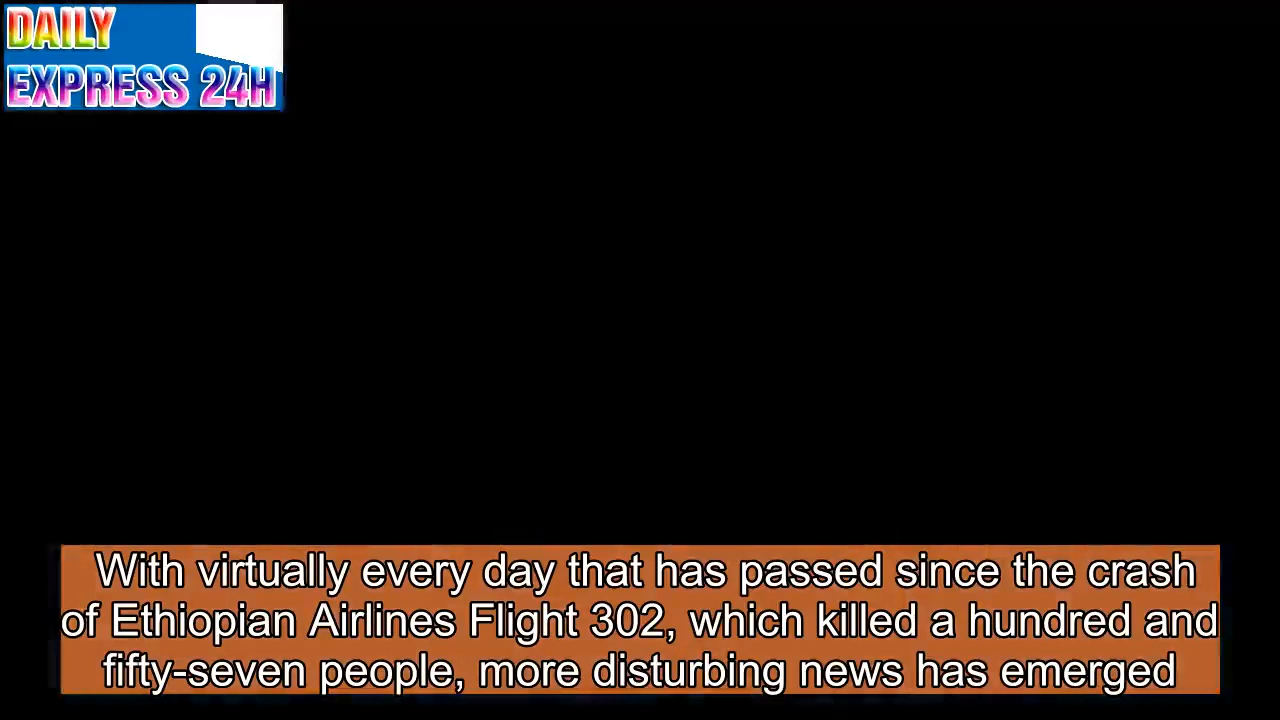 DAILY
EXPRESS 24H
With virtually every day that has passed since the crash
of Ethiopian Airlines Flight 302, which killed a hundred and
fifty-seven people, more disturbing news has emerged